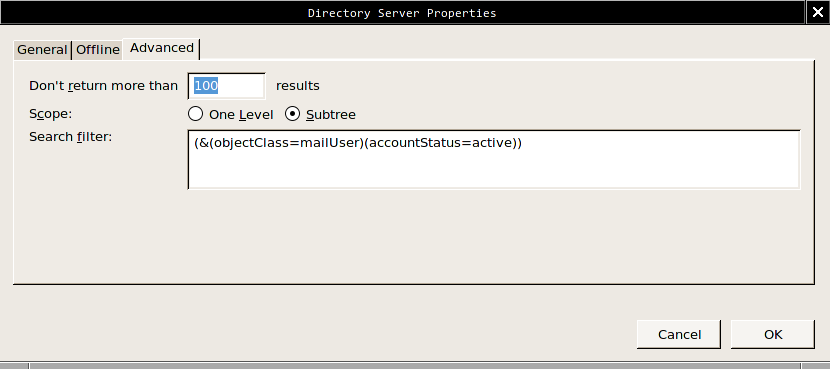 Directory Server Properties
General Offline Advanced
Don't return more than 100 results
Scope: One Level Subtree
Search filter: (&(objectClass=mailUser)(accountStatus=active))
Cancel OK